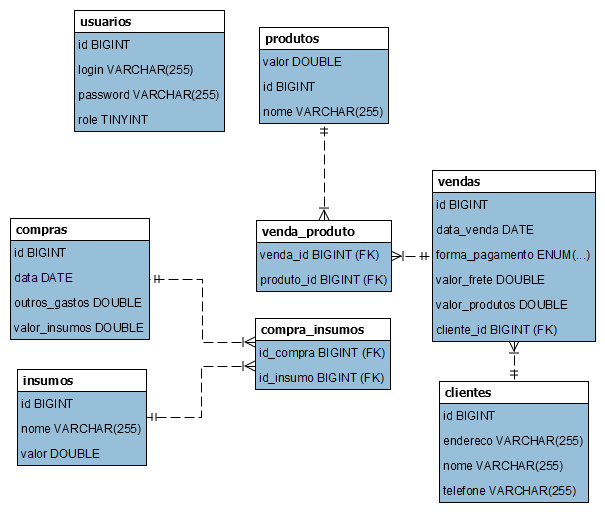 usuarios
id BIGINT
login VARCHAR(255)
password VARCHAR(255)
role TINYINT
produtos
valor DOUBLE
id BIGINT
nome VARCHAR(255)
vendas
id BIGINT
data_venda DATE
forma_pagamento ENUM(...)
valor_frete DOUBLE
valor_produtos DOUBLE
cliente_id BIGINT (FK)
compras
id BIGINT
data DATE
outros_gastos DOUBLE
valor_insumos DOUBLE
venda_produto
venda_id BIGINT (FK)
produto_id BIGINT (FK)
compra_insumos
id_compra BIGINT (FK)
id_insumo BIGINT (FK)
insumos
id BIGINT
nome VARCHAR(255)
valor DOUBLE
clientes
id BIGINT
endereco VARCHAR(255)
nome VARCHAR(255)
telefone VARCHAR(255)